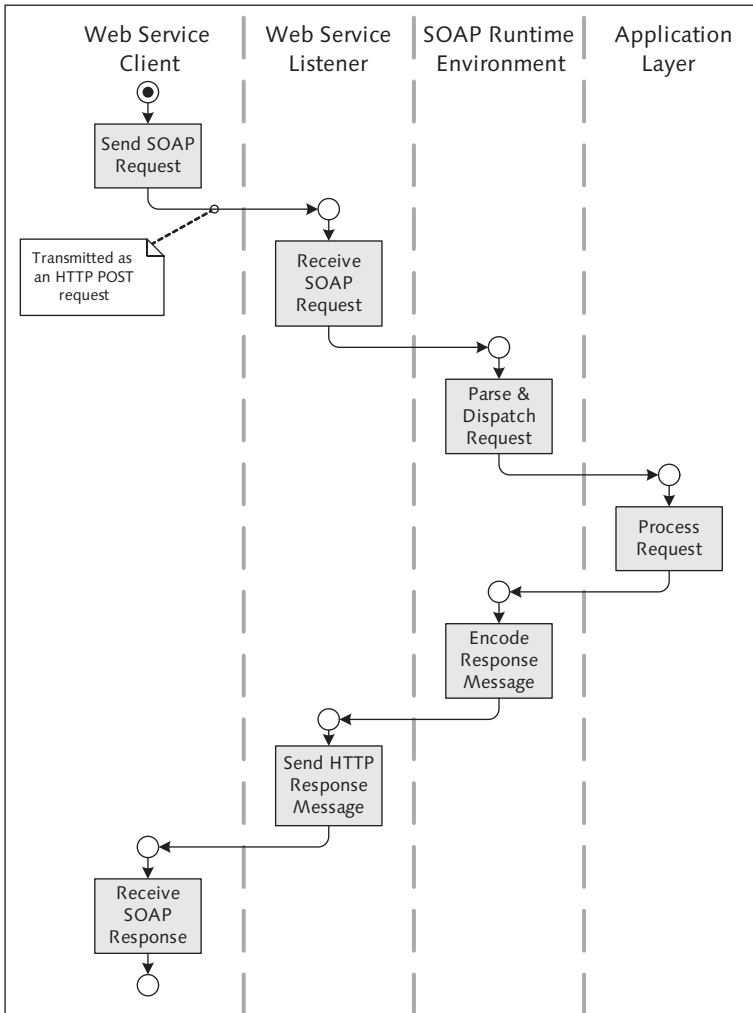 Web Service
Client
Web Service
Listener
SOAP Runtime
Environment
Application
Layer
Send SOAP
Request
Transmitted as
an HTTP POST
request
Receive
SOAP
Request
Parse &
Dispatch
Request
Process
Request
Encode
Response
Message
Send HTTP
Response
Message
Receive
SOAP
Response